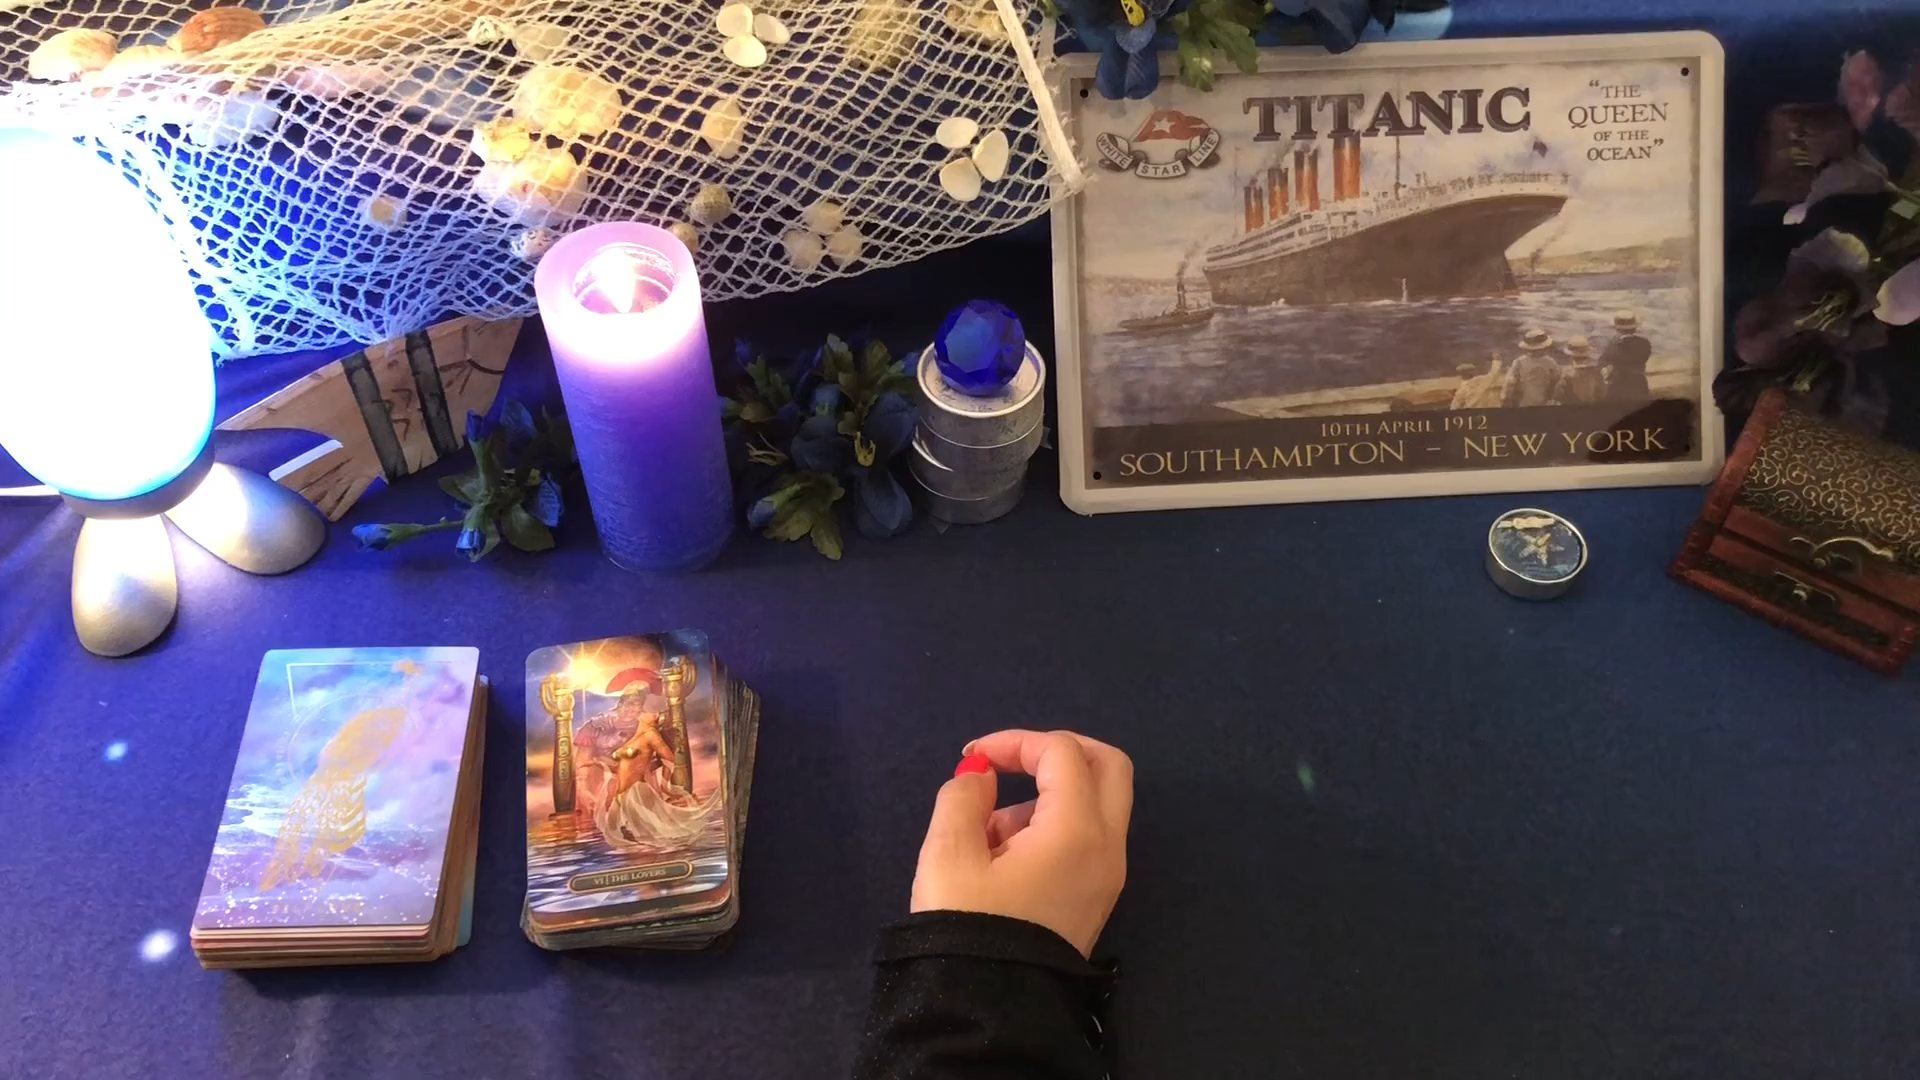 TITANIC
"THE
QUEEN
OF THE
OCEAN"
WHITE
STAR
LINE
10TH APRIL 1912
SOUTHAMPTON - NEW YORK
VI THE LOVERS